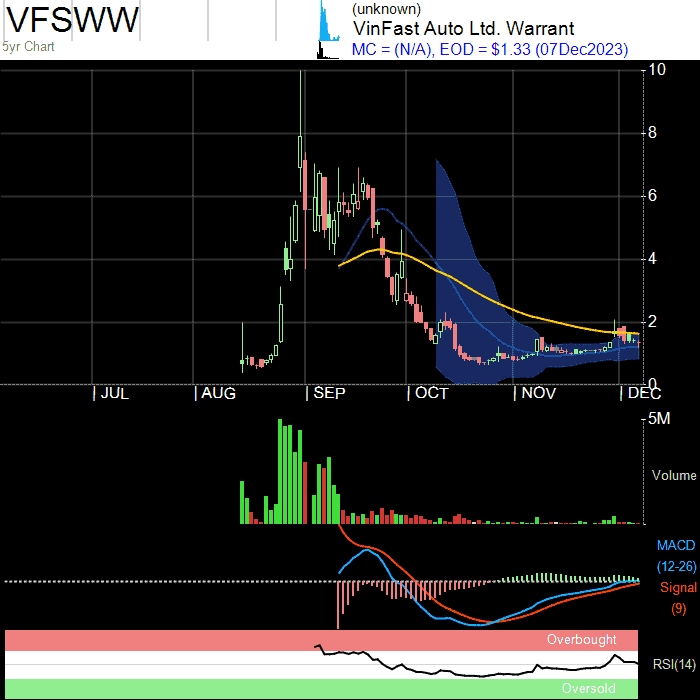 VFSWW
(unknown)
VinFast Auto Ltd. Warrant
5yr Chart
MC = (N/A), EOD = $1.33 (07Dec2023)
10
8
6
4
2
0
JUL AUG SEP OCT NOV DEC
5M
Volume
MACD
(12-26)
Signal
(9)
Overbought
RSI(14)
Oversold